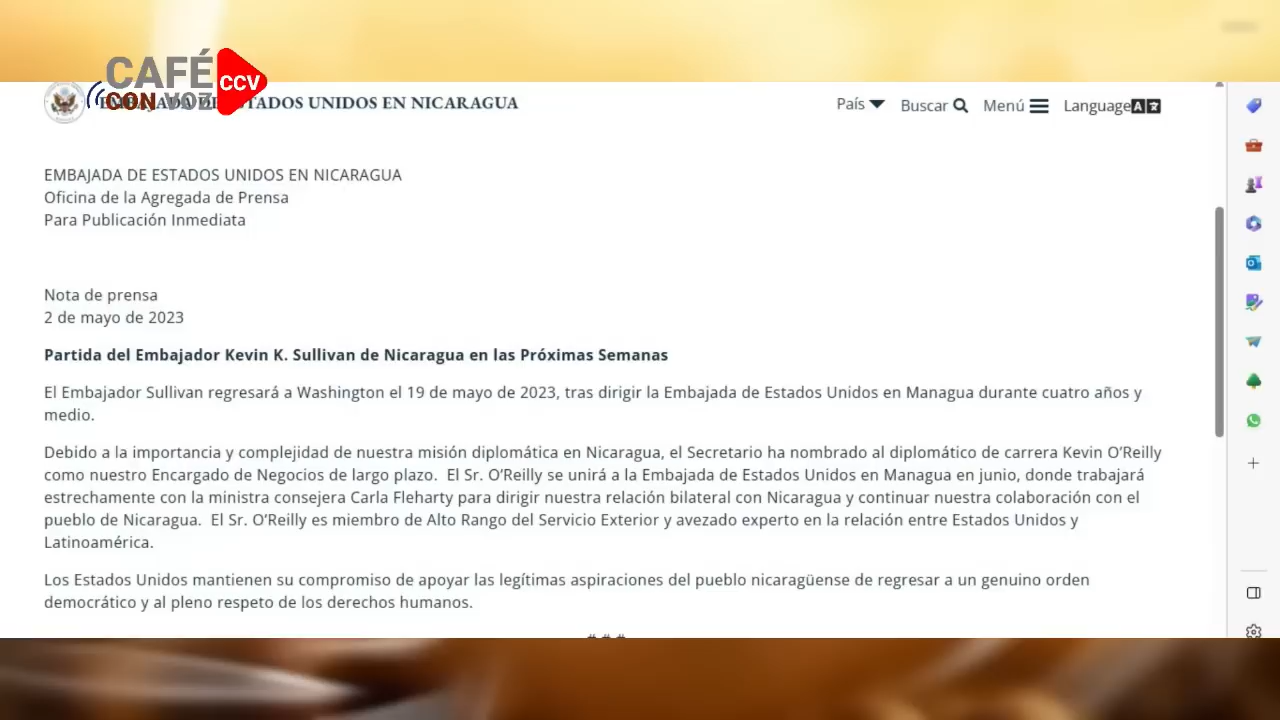 CAFÉ
CON VOZ
CCV
EMBAJADA DE ESTADOS UNIDOS EN NICARAGUA
País
Buscar
Menú
Language
EMBAJADA DE ESTADOS UNIDOS EN NICARAGUA
Oficina de la Agregada de Prensa
Para Publicación Inmediata
Nota de prensa
2 de mayo de 2023
Partida del Embajador Kevin K. Sullivan de Nicaragua en las Próximas Semanas
El Embajador Sullivan regresará a Washington el 19 de mayo de 2023, tras dirigir la Embajada de Estados Unidos en Managua durante cuatro años y
medio.
Debido a la importancia y complejidad de nuestra misión diplomática en Nicaragua, el Secretario ha nombrado al diplomático de carrera Kevin O’Reilly
como nuestro Encargado de Negocios de largo plazo.  El Sr. O’Reilly se unirá a la Embajada de Estados Unidos en Managua en junio, donde trabajará
estrechamente con la ministra consejera Carla Fleharty para dirigir nuestra relación bilateral con Nicaragua y continuar nuestra colaboración con el
pueblo de Nicaragua.  El Sr. O’Reilly es miembro de Alto Rango del Servicio Exterior y avezado experto en la relación entre Estados Unidos y
Latinoamérica.
Los Estados Unidos mantienen su compromiso de apoyar las legítimas aspiraciones del pueblo nicaragüense de regresar a un genuino orden
democrático y al pleno respeto de los derechos humanos.
# # #